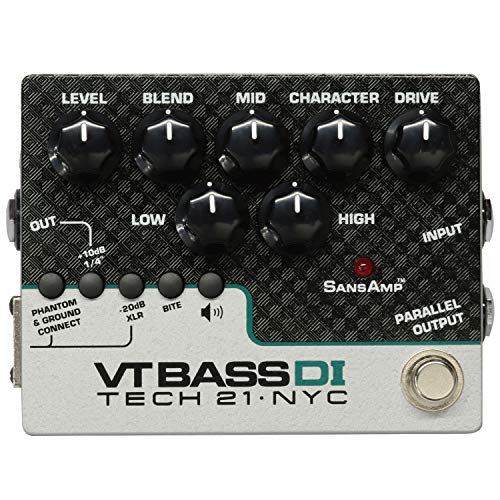 LEVEL BLEND MID CHARACTER DRIVE
LOW HIGH
OUT
+10dB
1/4"
INPUT
SANSAMP™
PHANTOM
& GROUND
CONNECT
-20dB
XLR
BITE
PARALLEL
OUTPUT
VT BASS DI
TECH 21·NYC